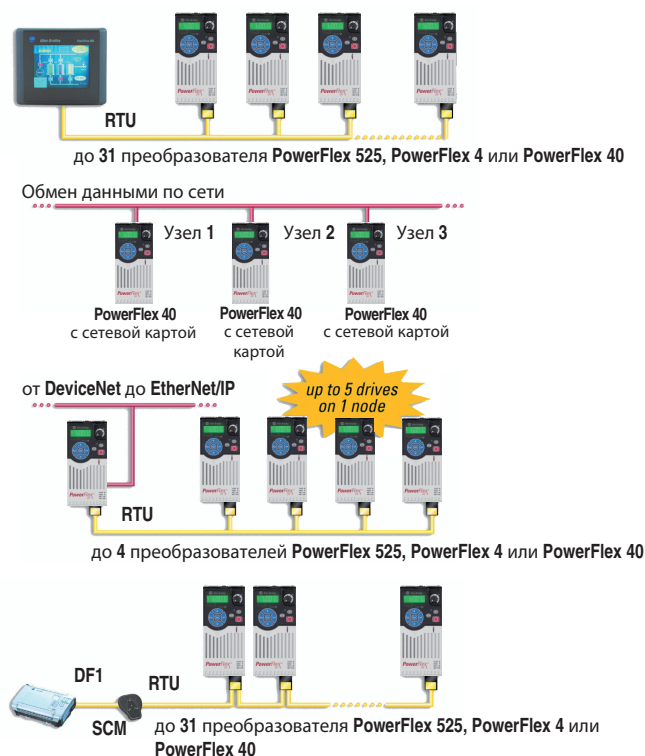 RTU
до 31 преобразователя PowerFlex 525, PowerFlex 4 или PowerFlex 40
Обмен данными по сети
Узел 1
Узел 2
Узел 3
PowerFlex 40
с сетевой картой
PowerFlex 40
с сетевой
картой
PowerFlex 40
с сетевой картой
от DeviceNet до EtherNet/IP
up to 5 drives
on 1 node
RTU
до 4 преобразователей PowerFlex 525, PowerFlex 4 или PowerFlex 40
DF1
RTU
SCM
до 31 преобразователя PowerFlex 525, PowerFlex 4 или
PowerFlex 40